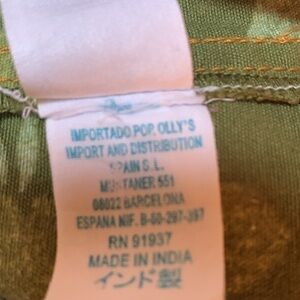 IMPORTADO POR, OLLY'S
IMPORT AND DISTRIBUTION
SPAIN S.L.
MUNTANER 551
08022 BARCELONA
ESPANA NIF. B-60-297-397
RN 91937
MADE IN INDIA
インド製